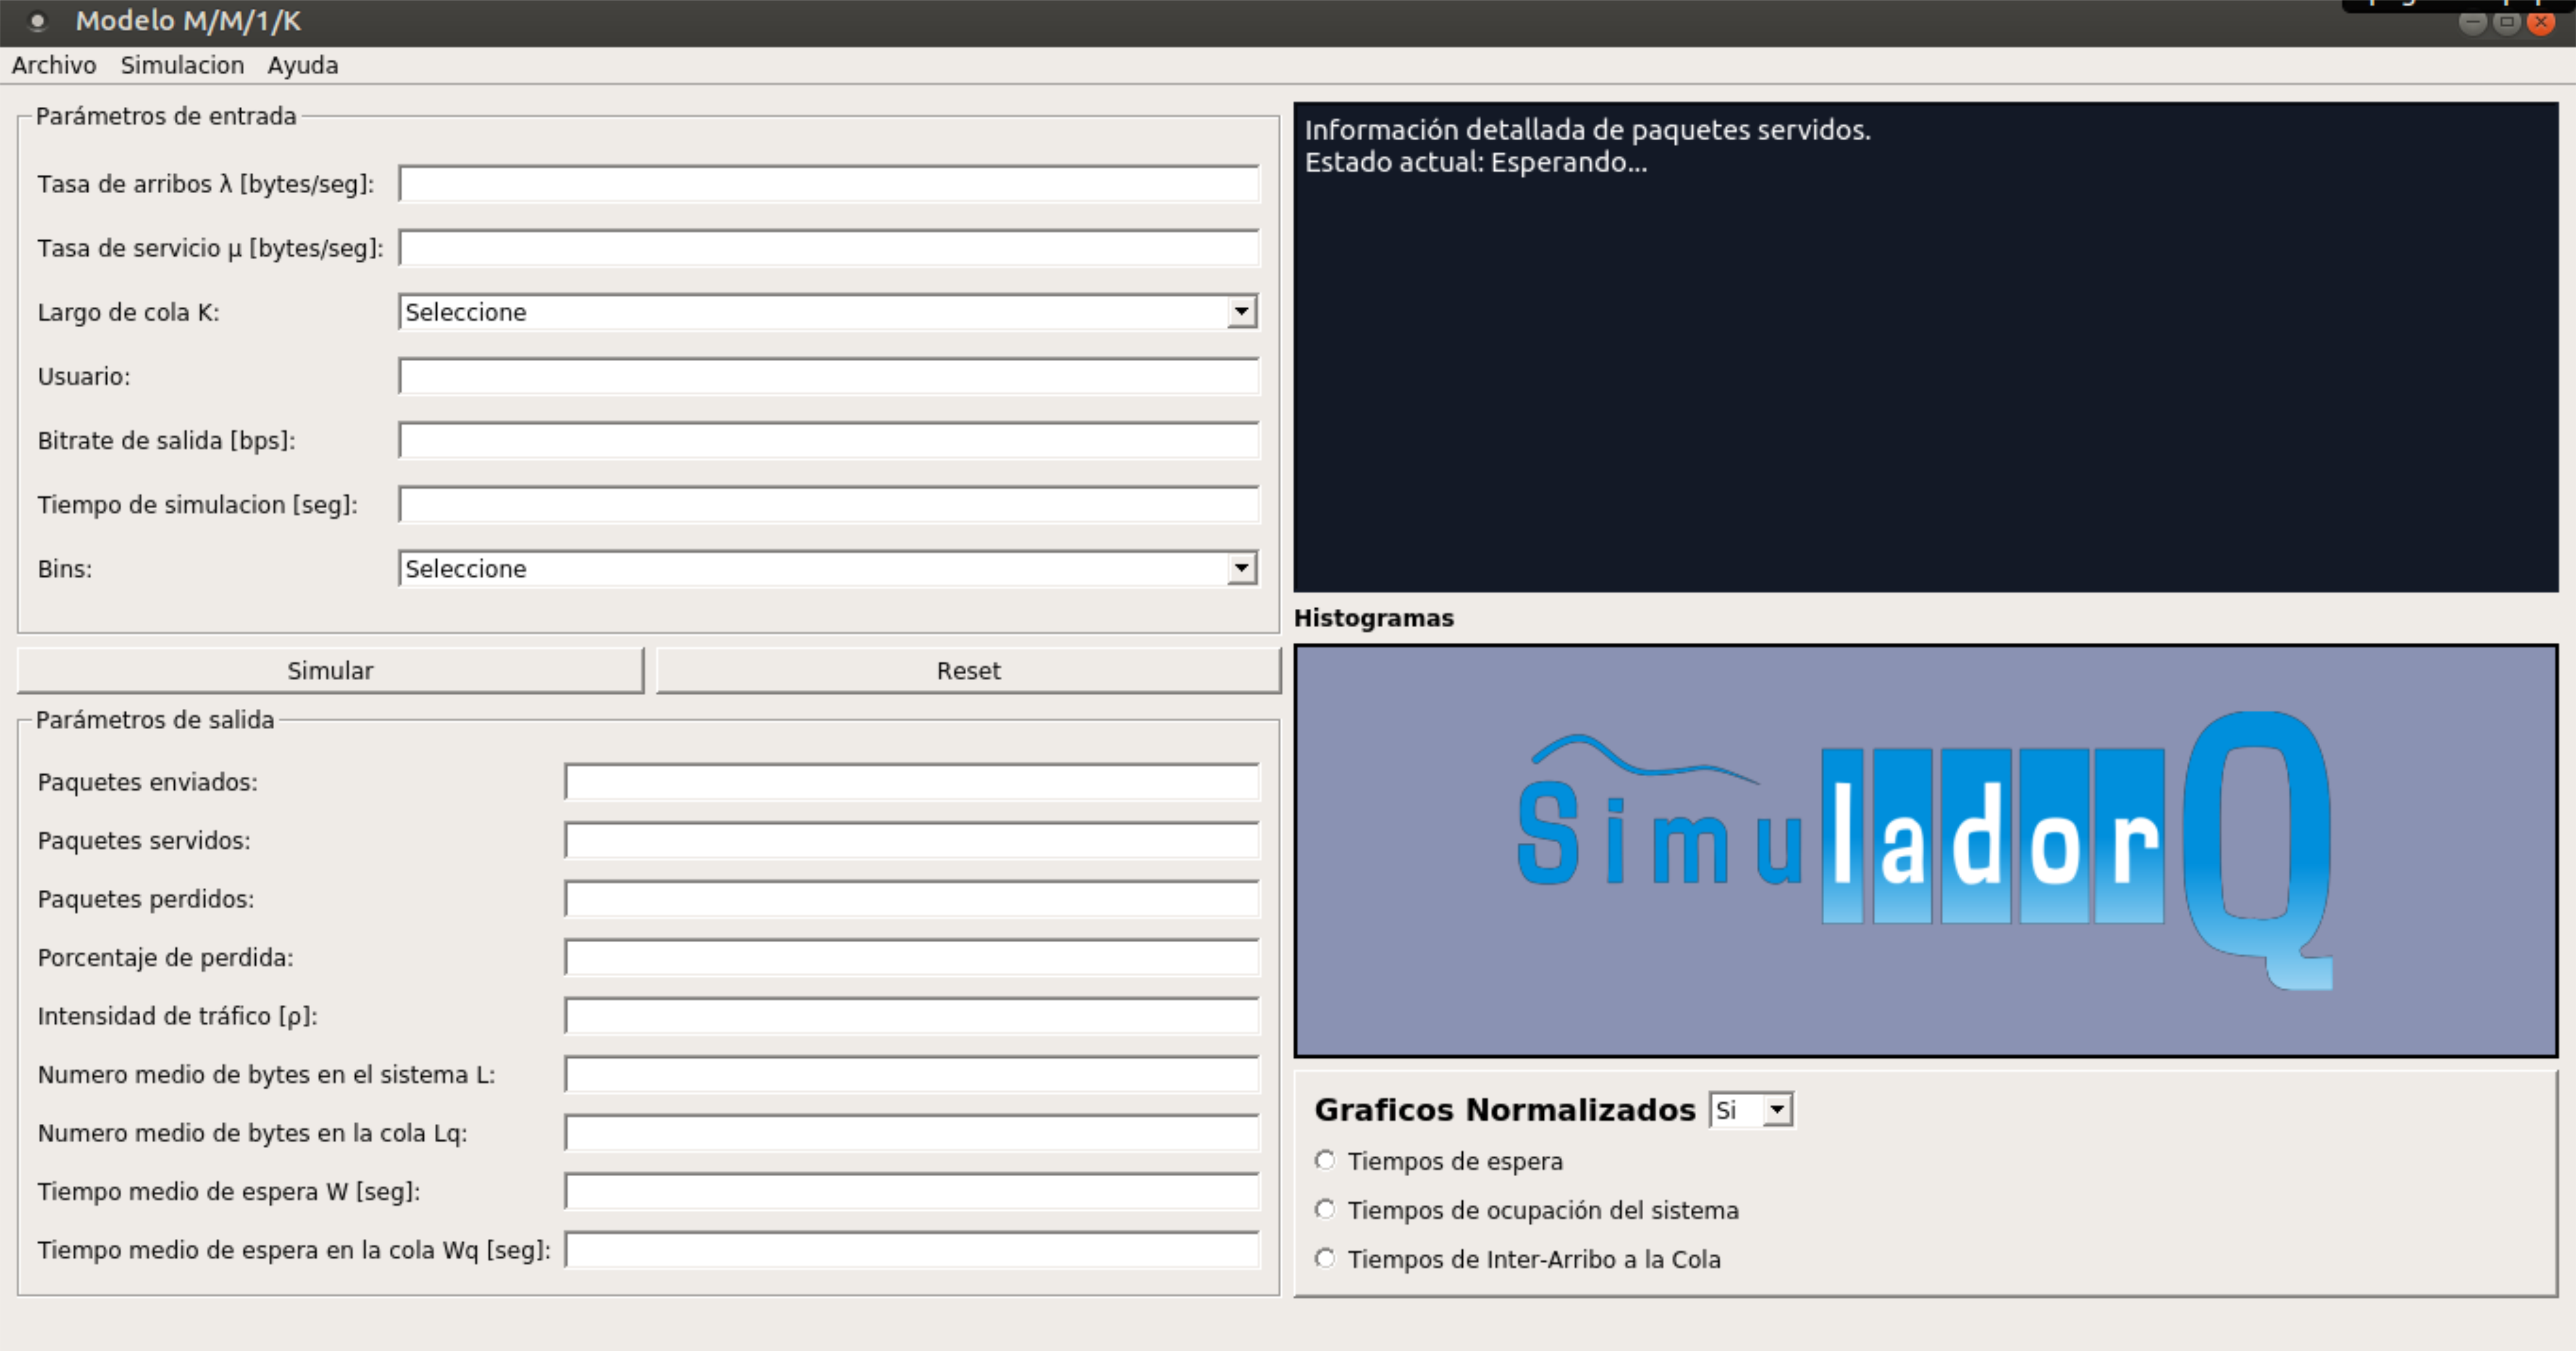 Modelo M/M/1/K
Archivo Simulacion Ayuda
Parámetros de entrada
Tasa de arribos λ [bytes/seg]:
Tasa de servicio µ [bytes/seg]:
Largo de cola K: Seleccione
Usuario:
Bitrate de salida [bps]:
Tiempo de simulacion [seg]:
Bins: Seleccione
Simular Reset
Parámetros de salida
Paquetes enviados:
Paquetes servidos:
Paquetes perdidos:
Porcentaje de perdida:
Intensidad de tráfico [ρ]:
Numero medio de bytes en el sistema L:
Numero medio de bytes en la cola Lq:
Tiempo medio de espera W [seg]:
Tiempo medio de espera en la cola Wq [seg]:
Información detallada de paquetes servidos.
Estado actual: Esperando...
Histogramas
SimuladorQ
Graficos Normalizados Si
Tiempos de espera
Tiempos de ocupación del sistema
Tiempos de Inter-Arribo a la Cola